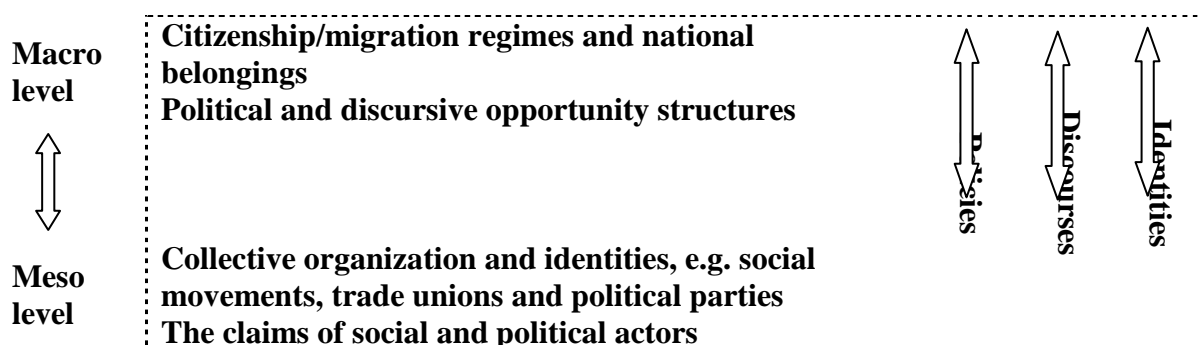 Macro
level
Citizenship/migration regimes and national
belongings
Political and discursive opportunity structures
Policies
Discourses
Identities
Meso
level
Collective organization and identities, e.g. social
movements, trade unions and political parties
The claims of social and political actors